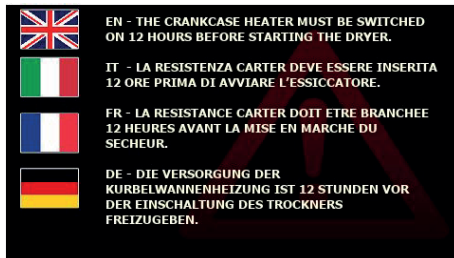 EN - THE CRANKCASE HEATER MUST BE SWITCHED
ON 12 HOURS BEFORE STARTING THE DRYER.
IT - LA RESISTENZA CARTER DEVE ESSERE INSERITA
12 ORE PRIMA DI AVVIARE L'ESSICCATORE.
FR - LA RESISTANCE CARTER DOIT ETRE BRANCHEE
12 HEURES AVANT LA MISE EN MARCHE DU
SECHEUR.
DE - DIE VERSORGUNG DER
KURBELWANNENHEIZUNG IST 12 STUNDEN VOR
DER EINSCHALTUNG DES TROCKNERS
FREIZUGEBEN.